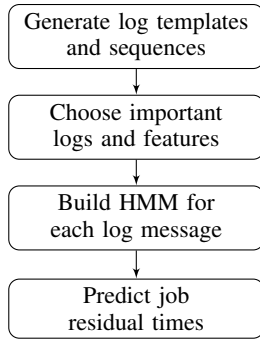 Generate log templates
and sequences
Choose important
logs and features
Build HMM for
each log message
Predict job
residual times